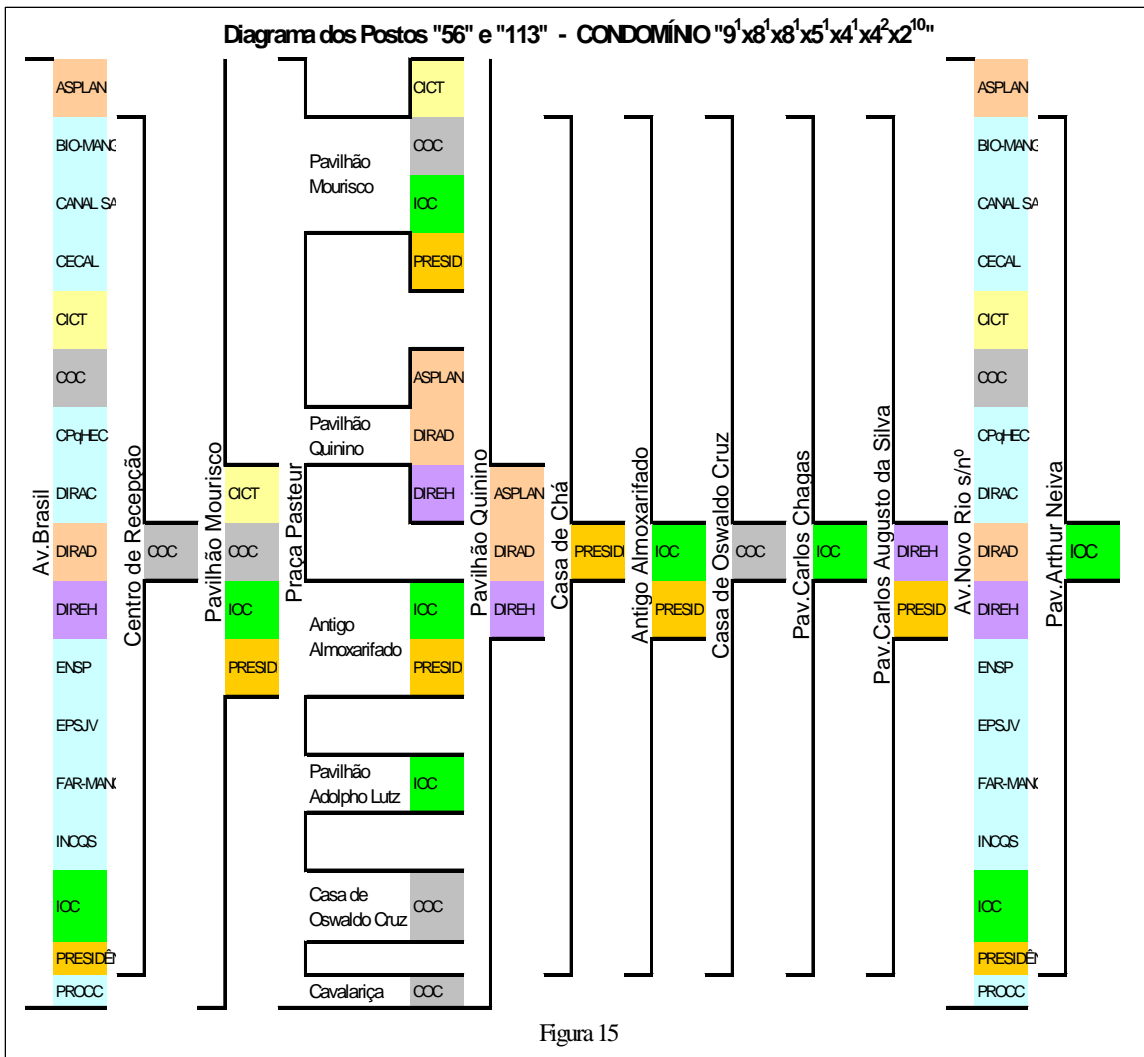 Diagrama dos Postos "56" e "113" - CONDOMÍNIO "9¹x8¹x8¹x5¹x4¹x4²x2¹⁰"
Av.Brasil
ASPLAN
BIO-MANG
CANAL SA
CECAL
CICT
COC
CPqHEC
DIRAC
DIRAD
DIREH
ENSP
EPSJV
FAR-MANG
INCQS
IOC
PRESIDÊN
PROCC
Centro de Recepção
COC
Pavilhão Mourisco
CICT
COC
IOC
PRESID
Praça Pasteur
CICT
Pavilhão
Mourisco
COC
IOC
PRESID
ASPLAN
Pavilhão
Quinino
DIRAD
DIREH
Antigo
Almoxarifado
IOC
PRESID
Pavilhão
Adolpho Lutz
IOC
Casa de
Oswaldo Cruz
COC
Cavalariça
COC
Pavilhão Quinino
ASPLAN
DIRAD
DIREH
Casa de Chá
PRESID
Antigo Almoxarifado
IOC
PRESID
Casa de Oswaldo Cruz
COC
Pav.Carlos Chagas
IOC
Pav.Carlos Augusto da Silva
DIREH
PRESID
Av.Novo Rio s/nº
ASPLAN
BIO-MANG
CANAL SA
CECAL
CICT
COC
CPqHEC
DIRAC
DIRAD
DIREH
ENSP
EPSJV
FAR-MANG
INCQS
IOC
PRESIDÊN
PROCC
Pav.Arthur Neiva
IOC
Figura 15